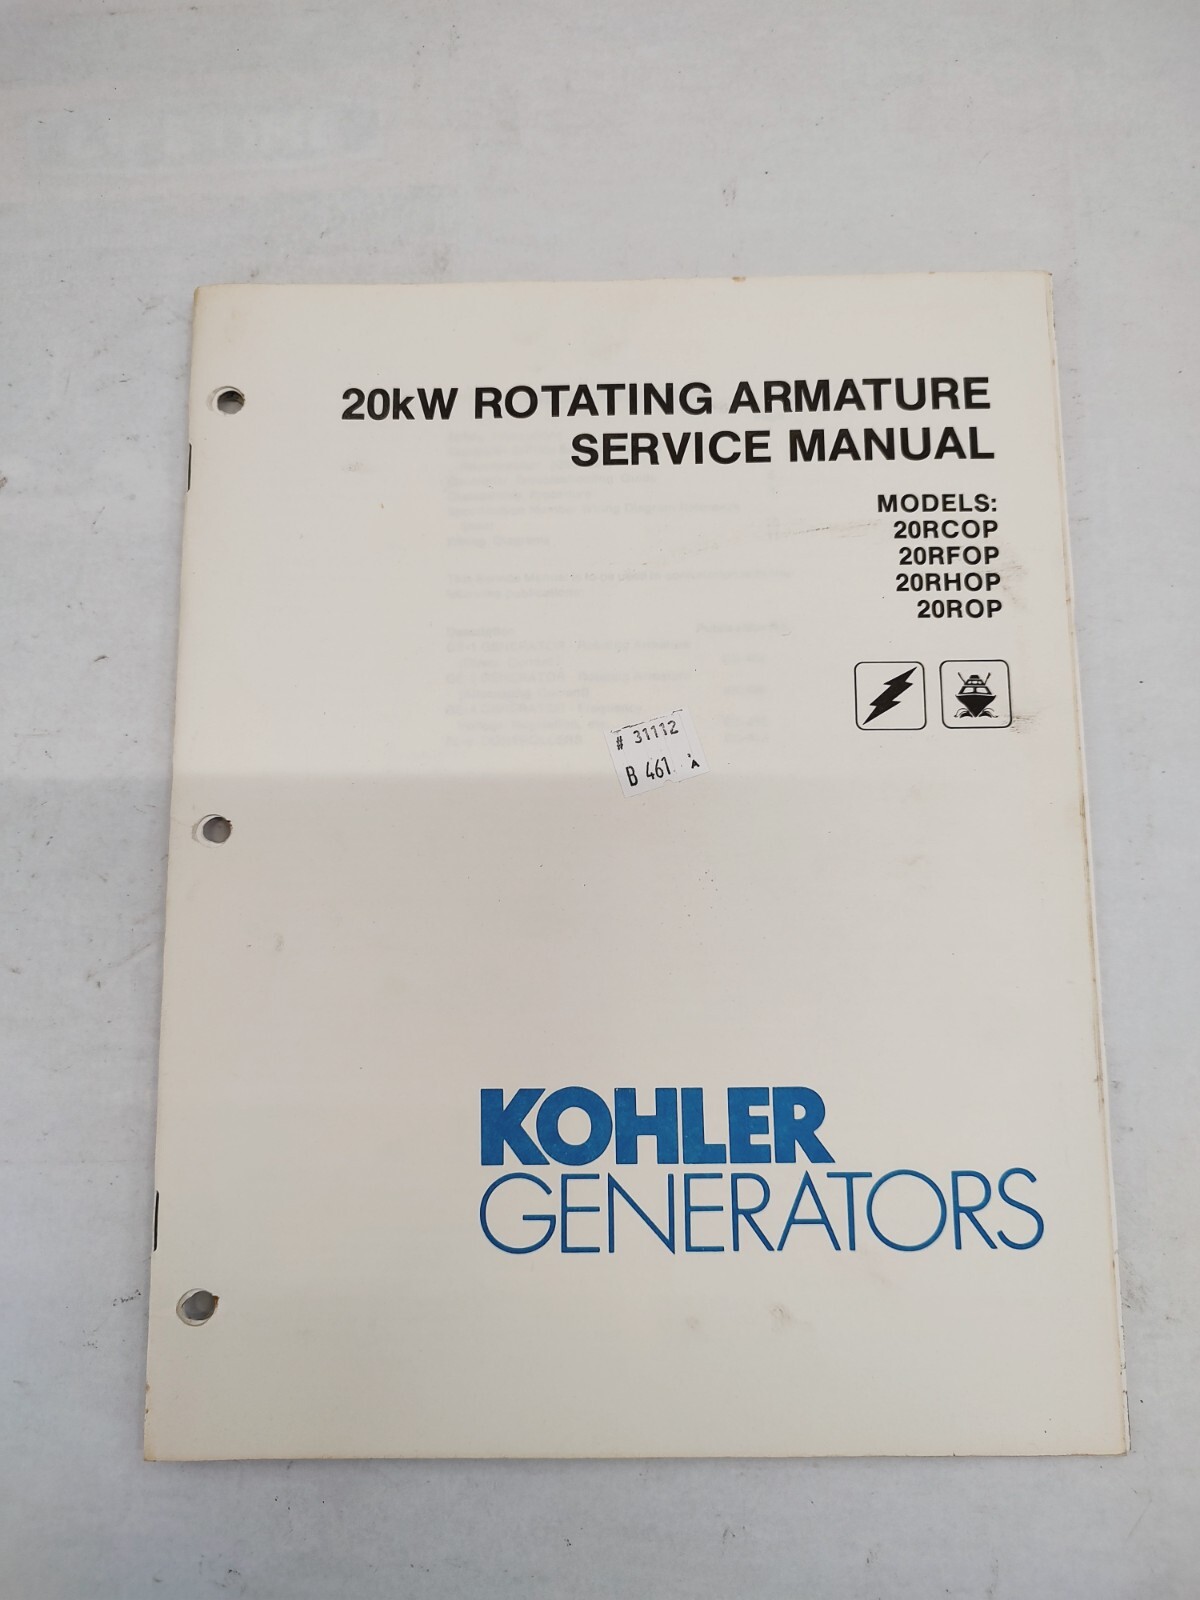 20kW ROTATING ARMATURE
SERVICE MANUAL
MODELS:
20RCOP
20RFOP
20RHOP
20ROP
# 31112
B 461 A
KOHLER
GENERATORS